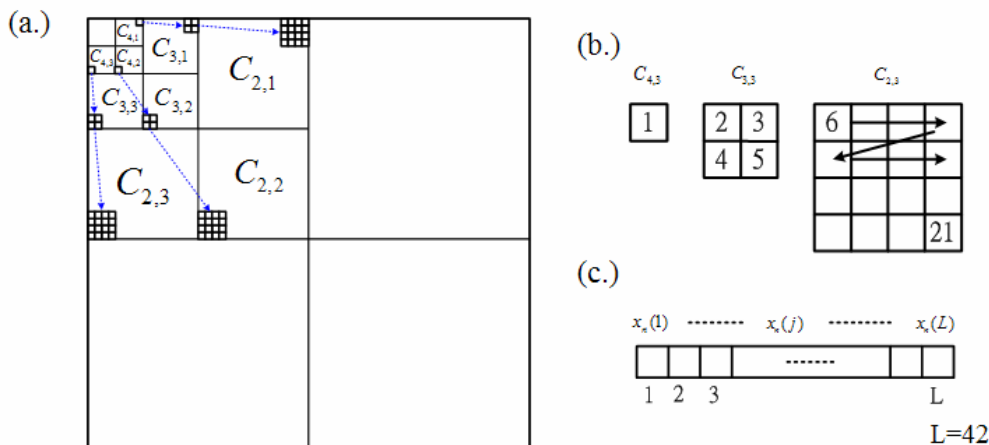 (a.)
C4,1
C4,3 C4,2
C3,1
C2,1
C3,3 C3,2
C2,3
C2,2
(b.)
C4,3 C3,3 C2,3
1
2 3
4 5
6
21
(c.)
xn(1) -------- xn(j) -------- xn(L)
------
1 2 3 L
L=42